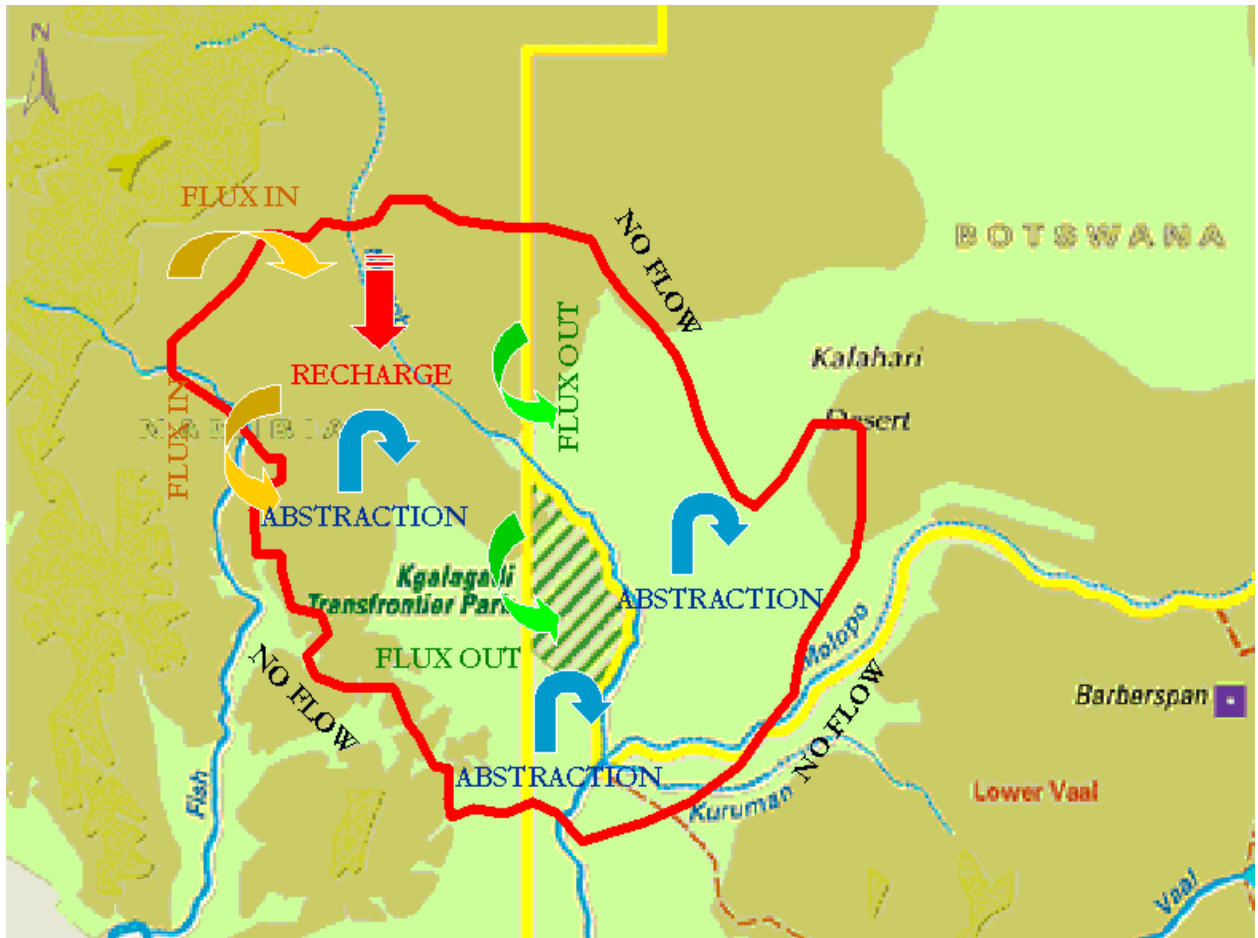 N
FLUX IN
NO FLOW
BOTSWANA
FLUX OUT
Kalahari
Desert
RECHARGE
FLUX IN
NAMIBIA
ABSTRACTION
Kgalagadi
Transfrontier Park
ABSTRACTION
FLUX OUT
NO FLOW
Molopo
NO FLOW
Barberspan
ABSTRACTION
Fish
Kuruman
Lower Vaal
Vaal